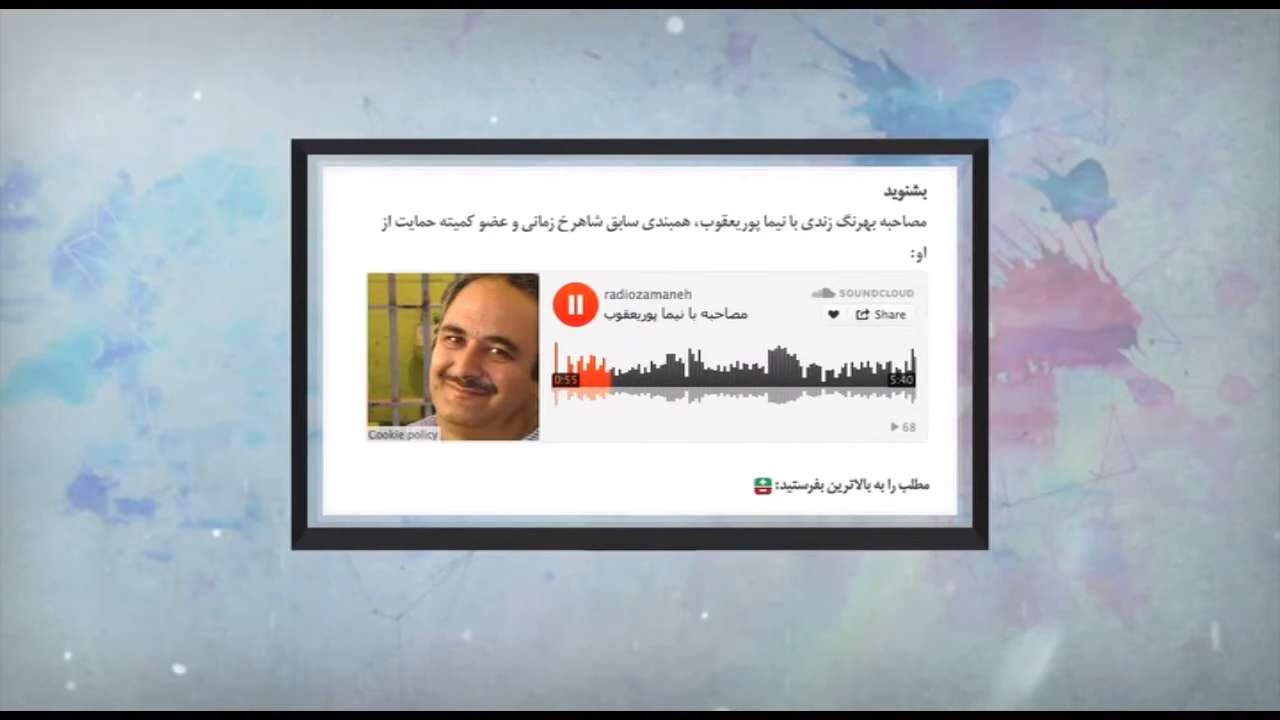 بشنوید
مصاحبه بهرنگ زندی با نیما پوریعقوب، همبندی سابق شاهرخ زمانی و عضو کمیته حمایت از
او:
radiozamaneh
SOUNDCLOUD
مصاحبه با نیما پوریعقوب
Share
0:55
5:40
Cookie policy
68
مطلب را به بالاترین بفرستید: